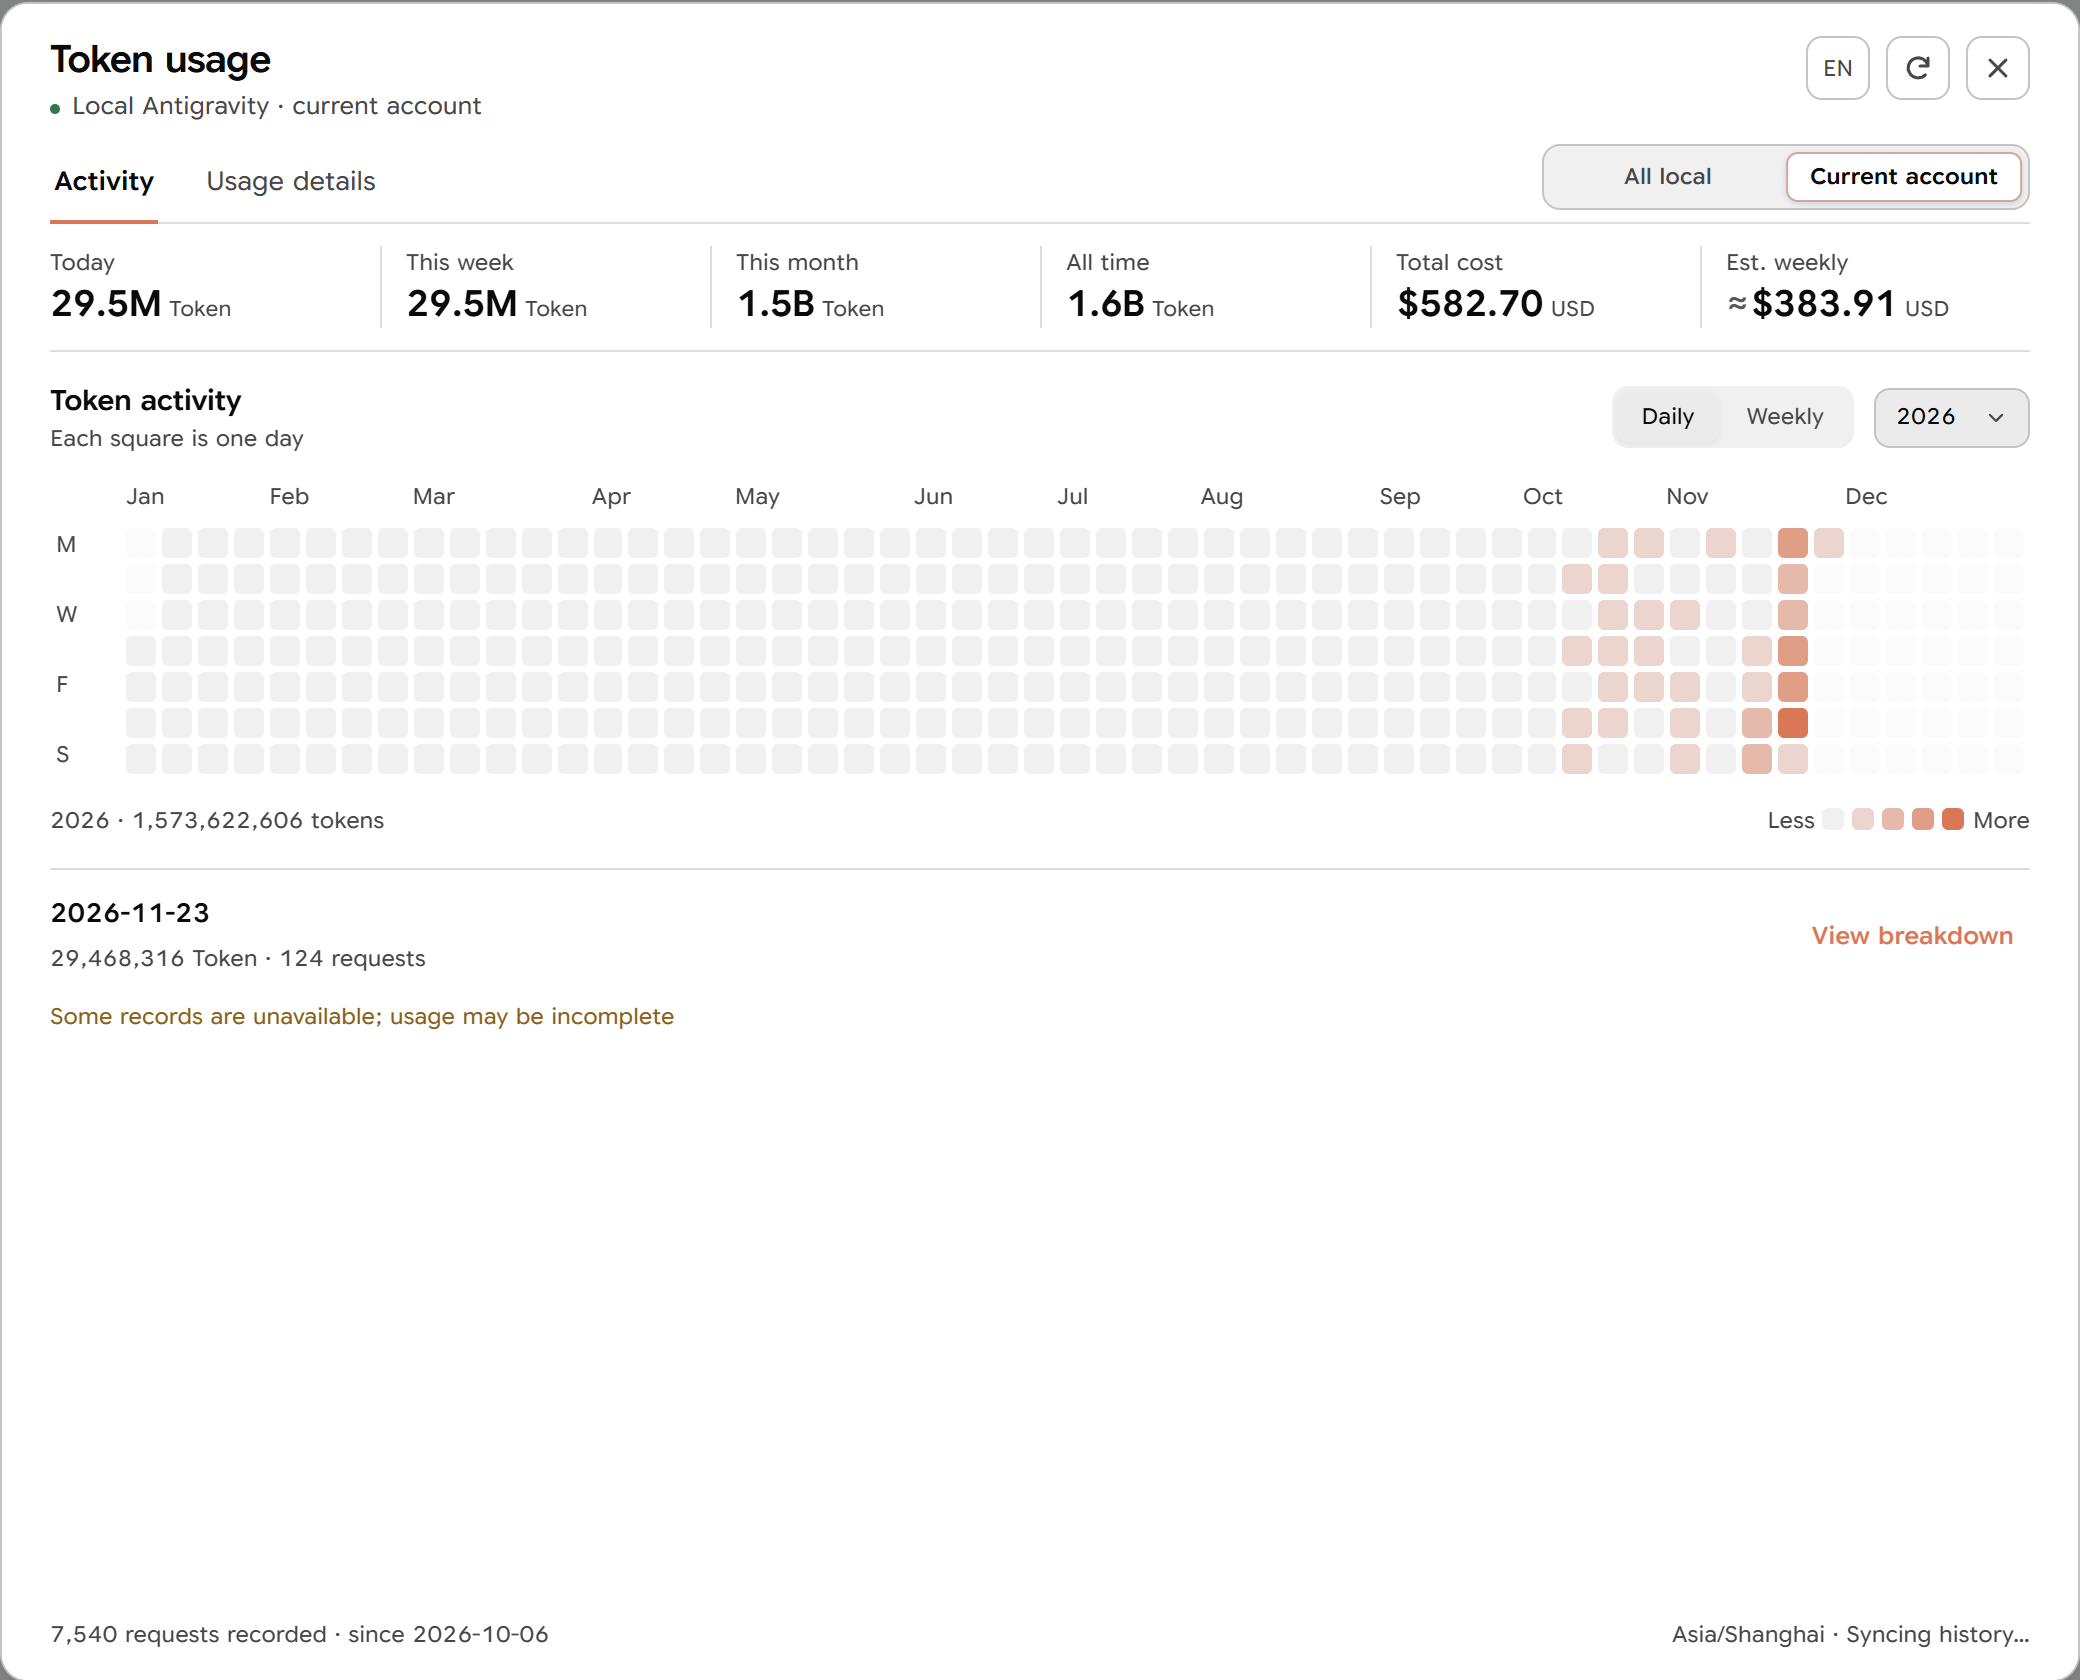 Token usage
EN
Local Antigravity · current account
Activity
Usage details
All local
Current account
Today
29.5M Token
This week
29.5M Token
This month
1.5B Token
All time
1.6B Token
Total cost
$582.70 USD
Est. weekly
≈$383.91 USD
Token activity
Each square is one day
Daily
Weekly
2026
Jan Feb Mar Apr May Jun Jul Aug Sep Oct Nov Dec
M
W
F
S
2026 · 1,573,622,606 tokens
Less
More
2026-11-23
29,468,316 Token · 124 requests
View breakdown
Some records are unavailable; usage may be incomplete
7,540 requests recorded · since 2026-10-06
Asia/Shanghai · Syncing history...